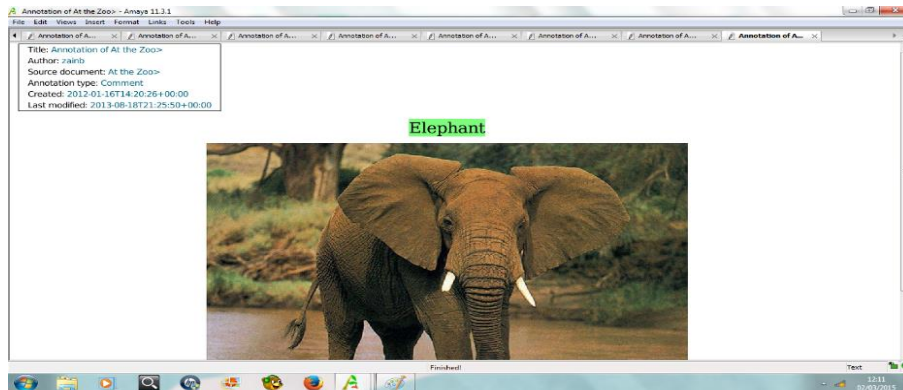 Annotation of At the Zoo> - Amaya 11.3.1
File Edit Views Insert Format Links Tools Help
Annotation of A... Annotation of A... Annotation of A... Annotation of A... Annotation of A... Annotation of A... Annotation of A... Annotation of A...
Title: Annotation of At the Zoo>
Author: zainb
Source document: At the Zoo>
Annotation type: Comment
Created: 2012-01-16T14:20:26+00:00
Last modified: 2013-08-18T21:25:50+00:00
Elephant
Finished! Text
12:11
02/03/2015